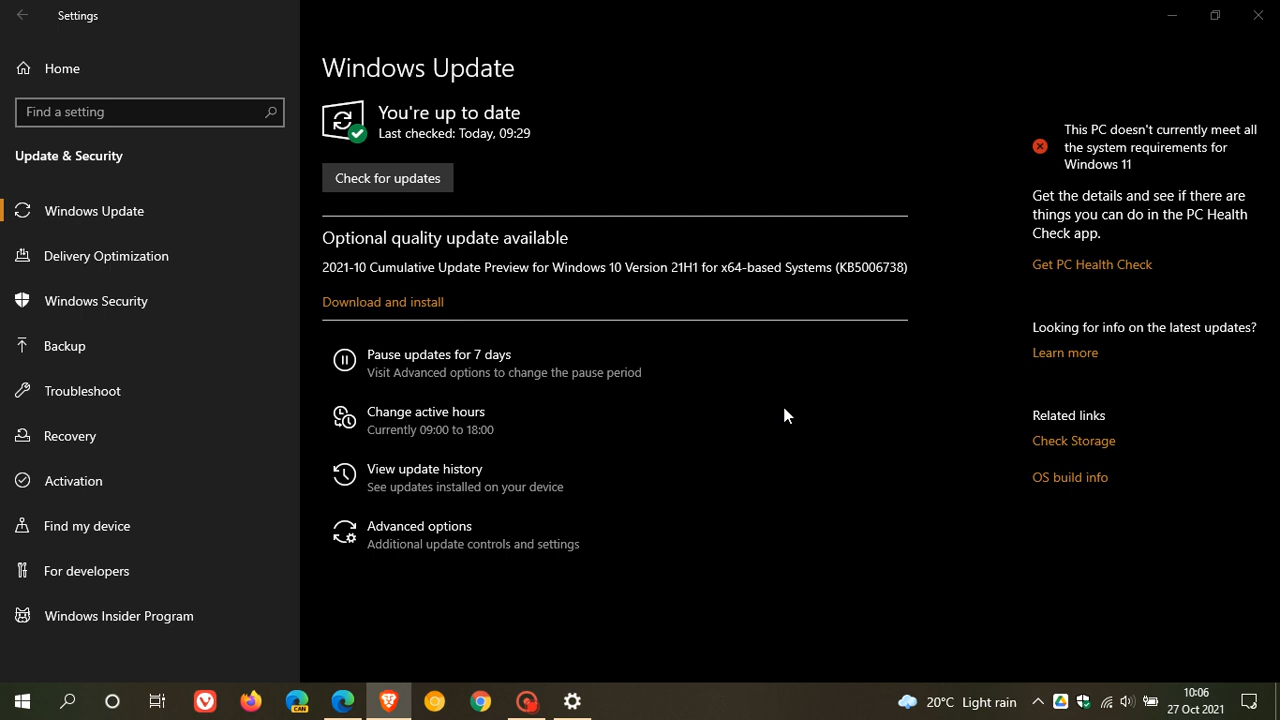 Settings
Home
Find a setting
Update & Security
Windows Update
Delivery Optimization
Windows Security
Backup
Troubleshoot
Recovery
Activation
Find my device
For developers
Windows Insider Program
Windows Update
You're up to date
Last checked: Today, 09:29
Check for updates
Optional quality update available
2021-10 Cumulative Update Preview for Windows 10 Version 21H1 for x64-based Systems (KB5006738)
Download and install
Pause updates for 7 days
Visit Advanced options to change the pause period
Change active hours
Currently 09:00 to 18:00
View update history
See updates installed on your device
Advanced options
Additional update controls and settings
This PC doesn't currently meet all
the system requirements for
Windows 11
Get the details and see if there are
things you can do in the PC Health
Check app.
Get PC Health Check
Looking for info on the latest updates?
Learn more
Related links
Check Storage
OS build info
CAN
20°C Light rain
10:06
27 Oct 2021